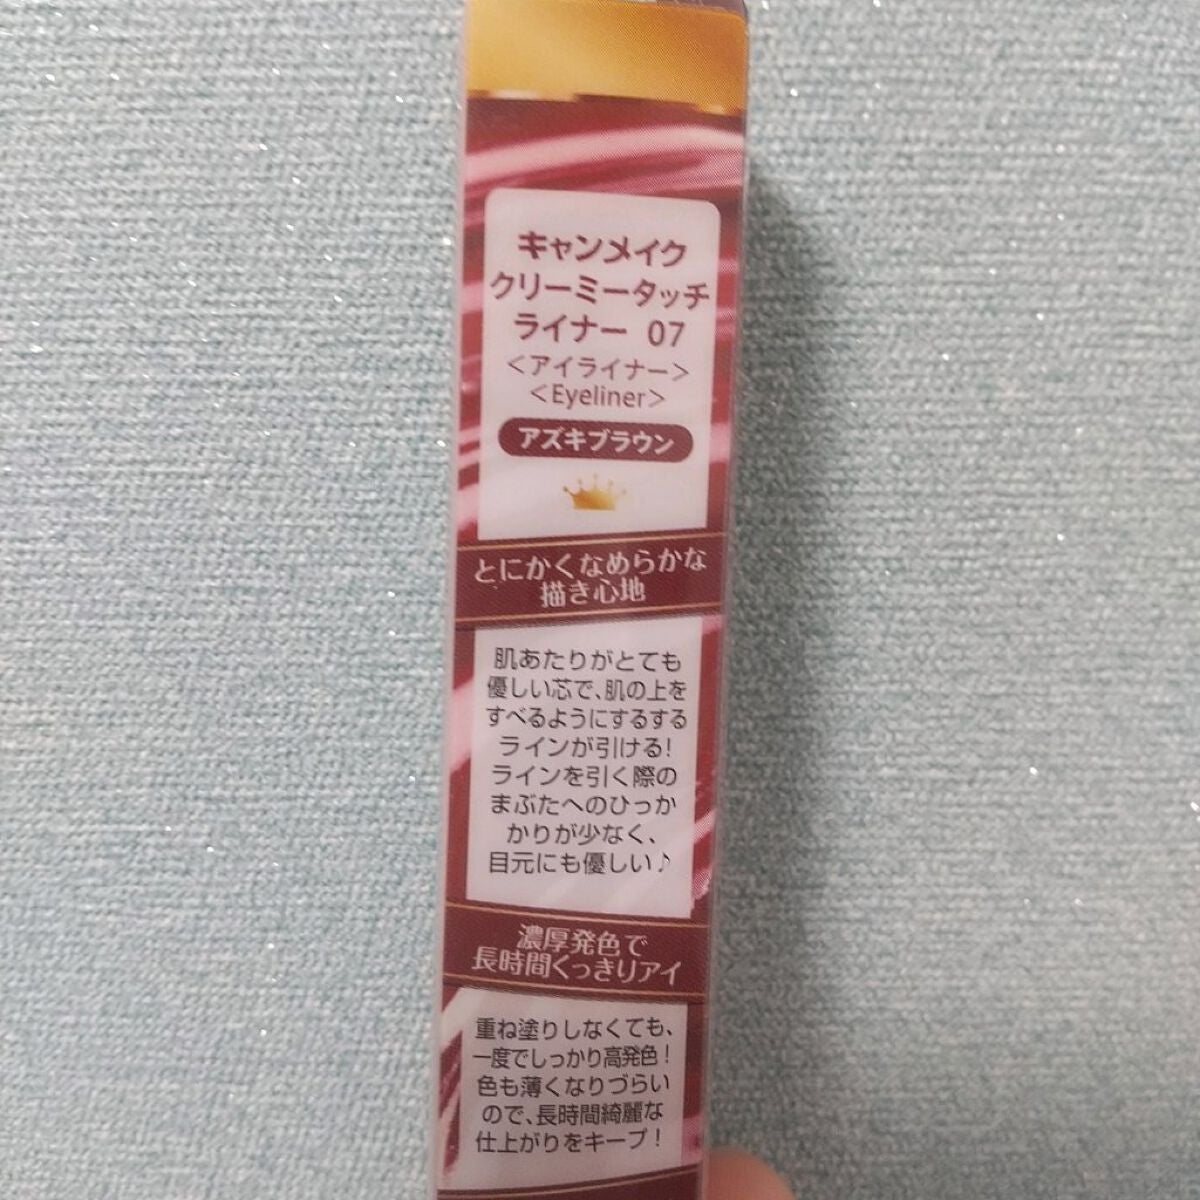 キャンメイク
クリーミータッチ
ライナー 07
<アイライナー>
<Eyeliner>
アズキブラウン
とにかくなめらかな
描き心地
肌あたりがとても
優しい芯で、肌の上を
すべるようにするする
ラインが引ける!
ラインを引く際の
まぶたへのひっか
かりが少なく、
目元にも優しい♪
濃厚発色で
長時間くっきりアイ
重ね塗りしなくても、
一度でしっかり高発色!
色も薄くなりづらい
ので、長時間綺麗な
仕上がりをキープ!